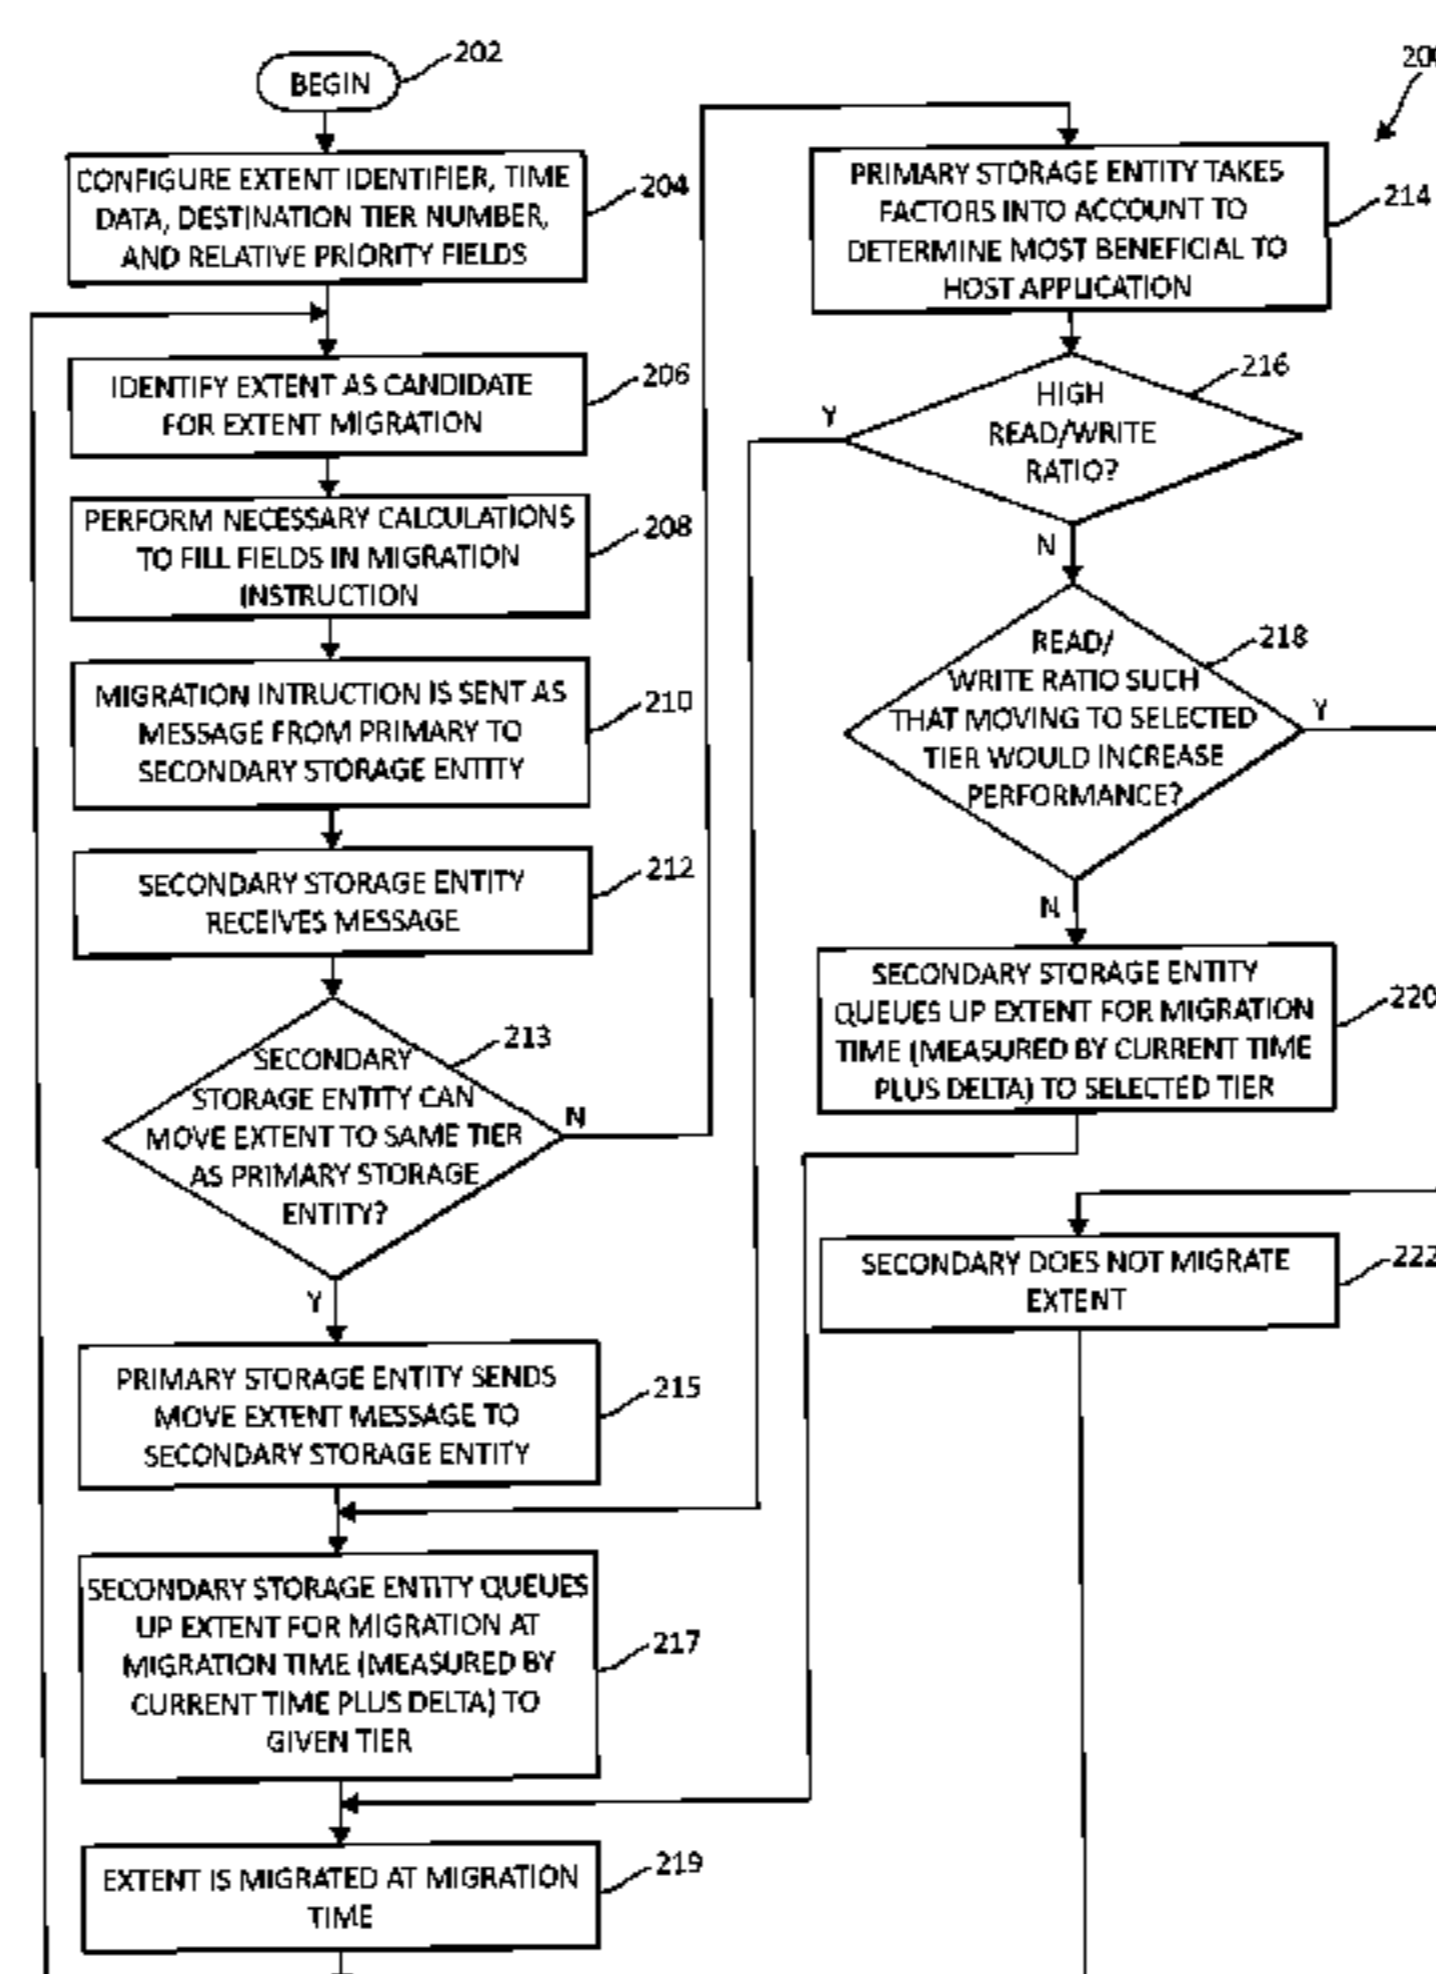 202
BEGIN
CONFIGURE EXTENT IDENTIFIER, TIME
DATA, DESTINATION TIER NUMBER,
AND RELATIVE PRIORITY FIELDS
204
IDENTIFY EXTENT AS CANDIDATE
FOR EXTENT MIGRATION
206
PERFORM NECESSARY CALCULATIONS
TO FILL FIELDS IN MIGRATION
INSTRUCTION
208
MIGRATION INTRUCTION IS SENT AS
MESSAGE FROM PRIMARY TO
SECONDARY STORAGE ENTITY
210
SECONDARY STORAGE ENTITY
RECEIVES MESSAGE
212
213
SECONDARY
STORAGE ENTITY CAN
MOVE EXTENT TO SAME TIER
AS PRIMARY STORAGE
ENTITY?
N
Y
PRIMARY STORAGE ENTITY SENDS
MOVE EXTENT MESSAGE TO
SECONDARY STORAGE ENTITY
215
SECONDARY STORAGE ENTITY QUEUES
UP EXTENT FOR MIGRATION AT
MIGRATION TIME (MEASURED BY
CURRENT TIME PLUS DELTA) TO
GIVEN TIER
217
EXTENT IS MIGRATED AT MIGRATION
TIME
219
PRIMARY STORAGE ENTITY TAKES
FACTORS INTO ACCOUNT TO
DETERMINE MOST BENEFICIAL TO
HOST APPLICATION
214
216
HIGH
READ/WRITE
RATIO?
Y
N
218
READ/
WRITE RATIO SUCH
THAT MOVING TO SELECTED
TIER WOULD INCREASE
PERFORMANCE?
Y
N
SECONDARY STORAGE ENTITY
QUEUES UP EXTENT FOR MIGRATION
TIME (MEASURED BY CURRENT TIME
PLUS DELTA) TO SELECTED TIER
220
SECONDARY DOES NOT MIGRATE
EXTENT
222